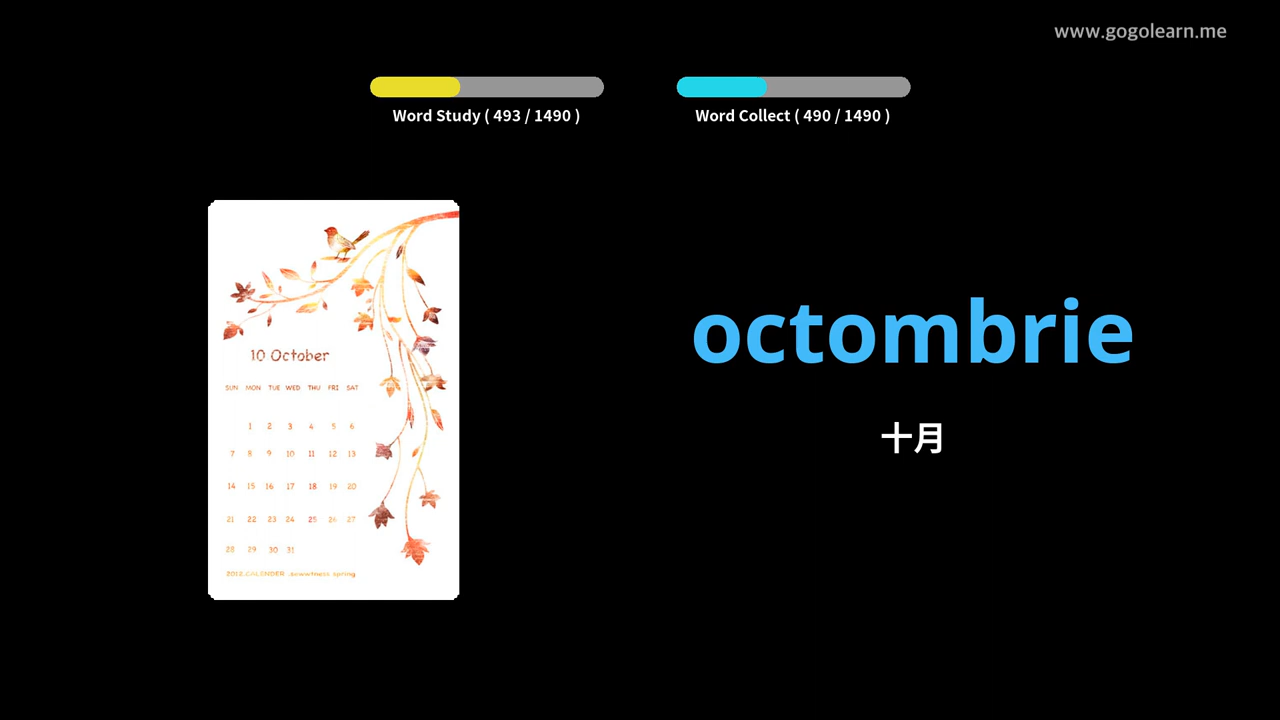 www.gogolearn.me
Word Study ( 493 / 1490 )
Word Collect ( 490 / 1490 )
10 October
SUN MON TUE WED THU FRI SAT
1 2 3 4 5 6
7 8 9 10 11 12 13
14 15 16 17 18 19 20
21 22 23 24 25 26 27
28 29 30 31
2012.CALENDER
octombrie
十月